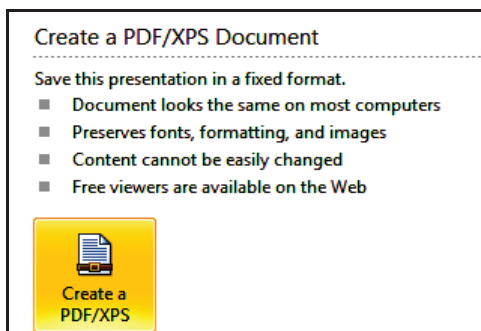 Create a PDF/XPS Document
Save this presentation in a fixed format.
Document looks the same on most computers
Preserves fonts, formatting, and images
Content cannot be easily changed
Free viewers are available on the Web
Create a
PDF/XPS